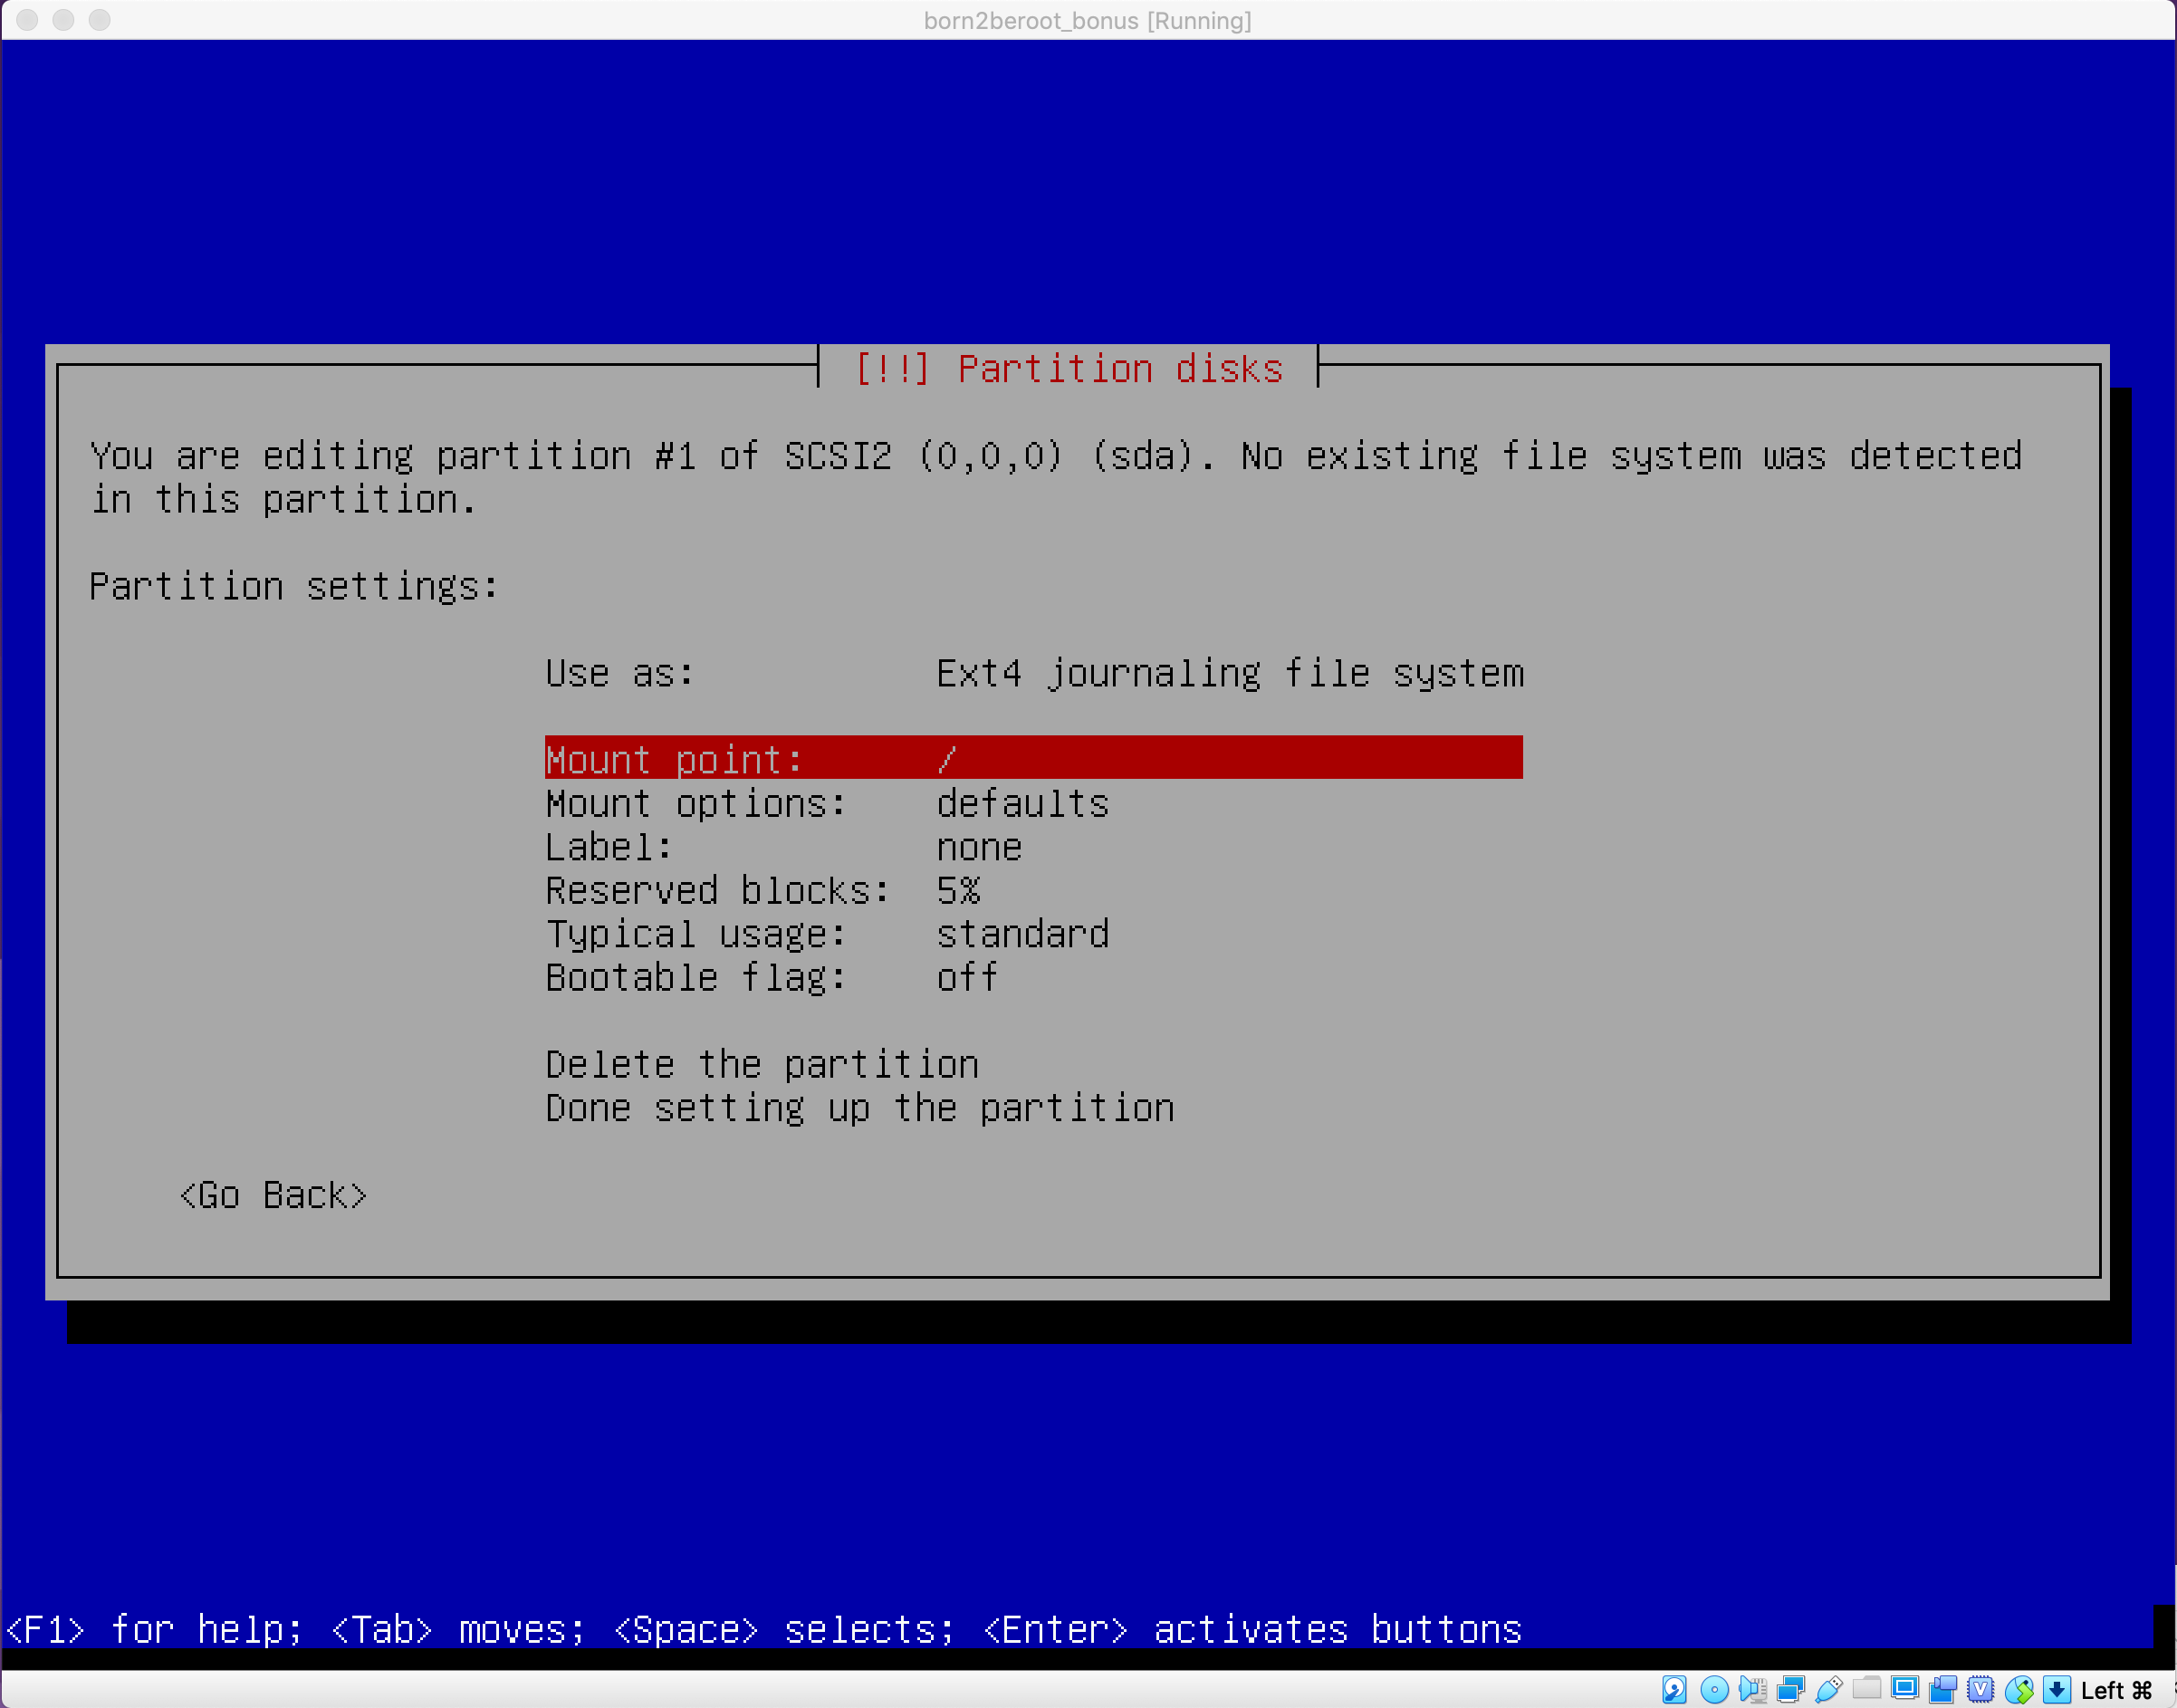 born2beroot_bonus [Running]
[!!] Partition disks
You are editing partition #1 of SCSI2 (0,0,0) (sda). No existing file system was detected
in this partition.
Partition settings:
Use as: Ext4 journaling file system
Mount point: /
Mount options: defaults
Label: none
Reserved blocks: 5%
Typical usage: standard
Bootable flag: off
Delete the partition
Done setting up the partition
<Go Back>
<F1> for help; <Tab> moves; <Space> selects; <Enter> activates buttons
Left ⌘